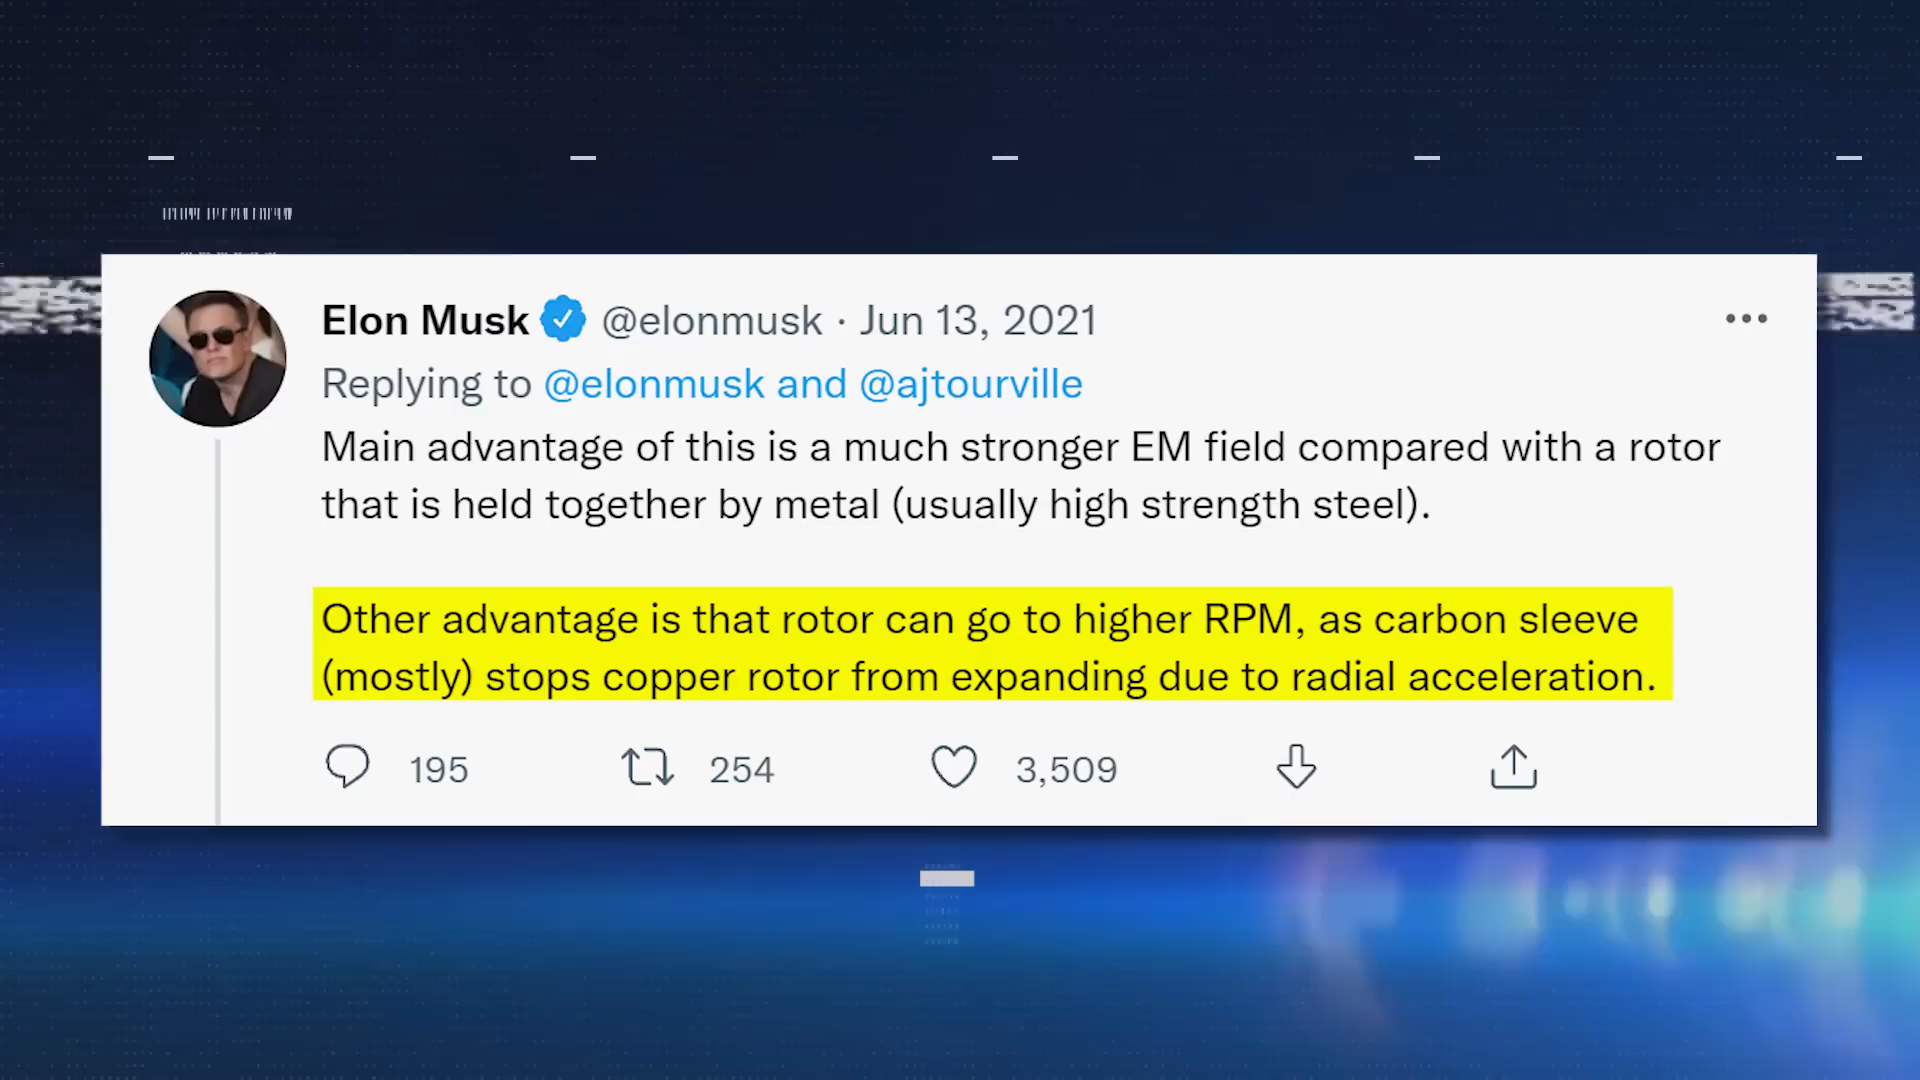 Elon Musk @elonmusk · Jun 13, 2021
Replying to @elonmusk and @ajtourville
Main advantage of this is a much stronger EM field compared with a rotor
that is held together by metal (usually high strength steel).
Other advantage is that rotor can go to higher RPM, as carbon sleeve
(mostly) stops copper rotor from expanding due to radial acceleration.
195 254 3,509